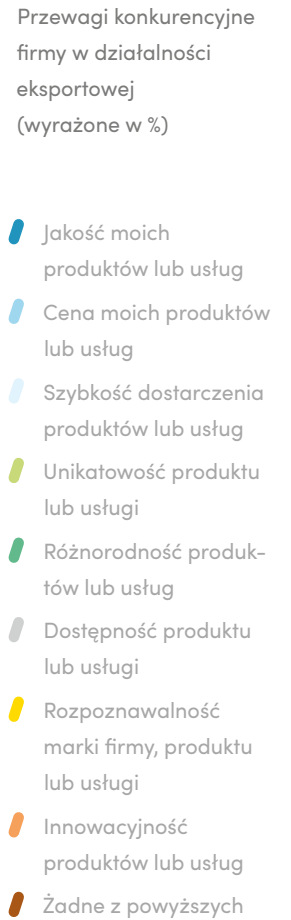 Przewagi konkurencyjne
firmy w działalności
eksportowej
(wyrażone w %)
Jakość moich
produktów lub usług
Cena moich produktów
lub usług
Szybkość dostarczenia
produktów lub usług
Unikatowość produktu
lub usługi
Różnorodność produk-
tów lub usług
Dostępność produktu
lub usługi
Rozpoznawalność
marki firmy, produktu
lub usługi
Innowacyjność
produktów lub usług
Żadne z powyższych